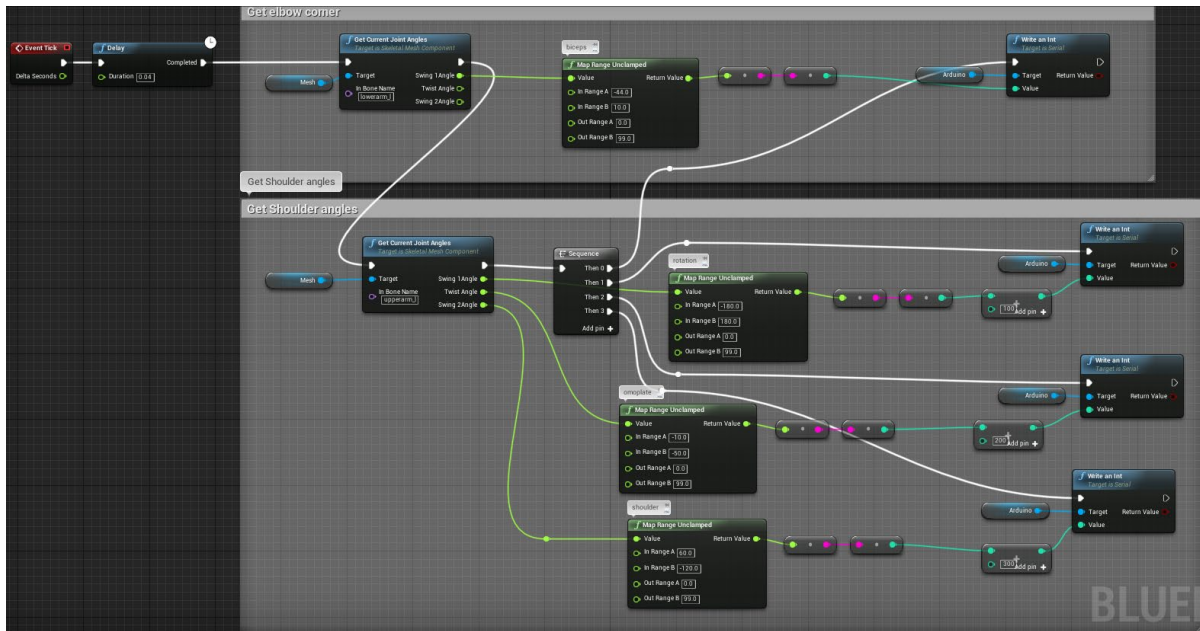 Get elbow corner
Event Tick
Delta Seconds
Delay
Completed
Duration 0.04
Get Current Joint Angles
Target is Skeletal Mesh Component
Mesh
Target
In Bone Name
lowerarm_l
Swing 1Angle
Twist Angle
Swing 2Angle
biceps
Map Range Unclamped
Value
Return Value
In Range A -44.0
In Range B 10.0
Out Range A 0.0
Out Range B 99.0
Arduino
Write an Int
Target is Serial
Target
Return Value
Value
Get Shoulder angles
Get Shoulder angles
Get Current Joint Angles
Target is Skeletal Mesh Component
Mesh
Target
In Bone Name
upperarm_l
Swing 1Angle
Twist Angle
Swing 2Angle
Sequence
Then 0
Then 1
Then 2
Then 3
Add pin +
rotation
Map Range Unclamped
Value
Return Value
In Range A -180.0
In Range B 180.0
Out Range A 0.0
Out Range B 99.0
100
Add pin +
Arduino
Write an Int
Target is Serial
Target
Return Value
Value
omoplate
Map Range Unclamped
Value
Return Value
In Range A -10.0
In Range B -50.0
Out Range A 0.0
Out Range B 99.0
200
Add pin +
Arduino
Write an Int
Target is Serial
Target
Return Value
Value
shoulder
Map Range Unclamped
Value
Return Value
In Range A 60.0
In Range B -120.0
Out Range A 0.0
Out Range B 99.0
300
Add pin +
Arduino
Write an Int
Target is Serial
Target
Return Value
Value